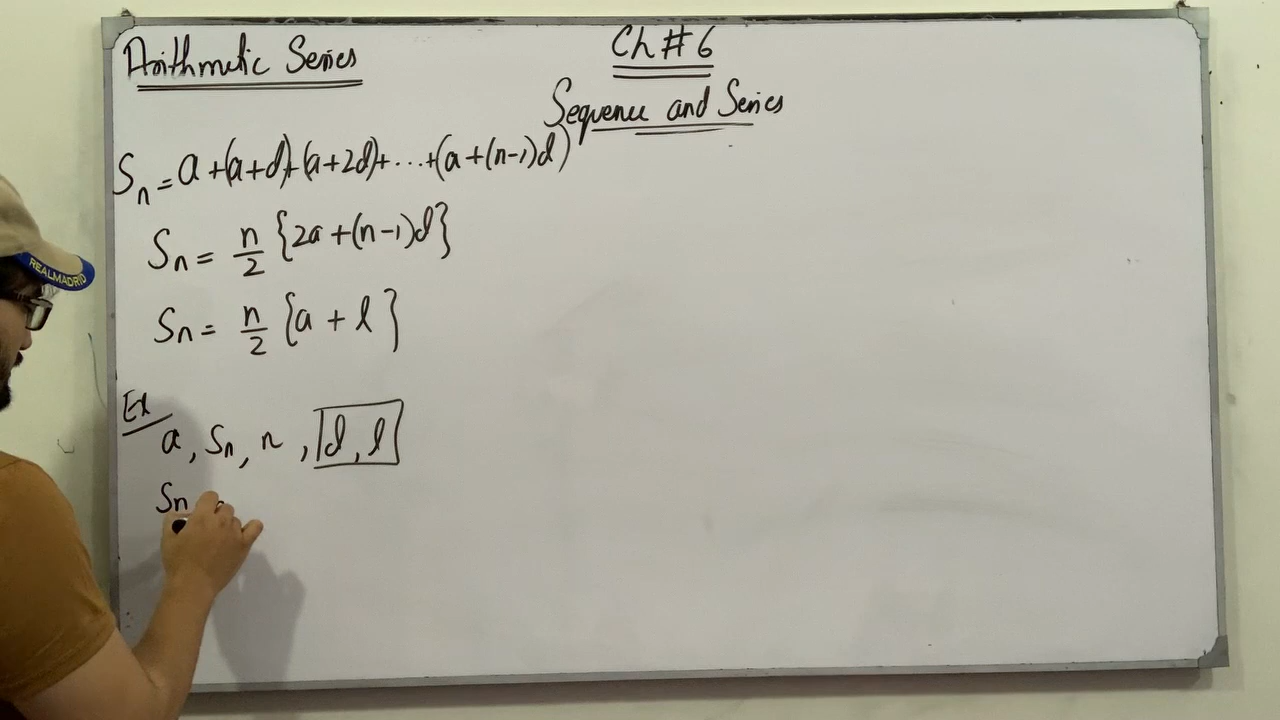 Arithmetic Series
Ch # 6
Sequence and Series
Sn = a + (a+d) + (a+2d) + ... + (a+(n-1)d)
Sn = n/2 {2a + (n-1)d}
Sn = n/2 {a + l}
Ex
a, Sn, n, d, l
Sn
REALMADRID